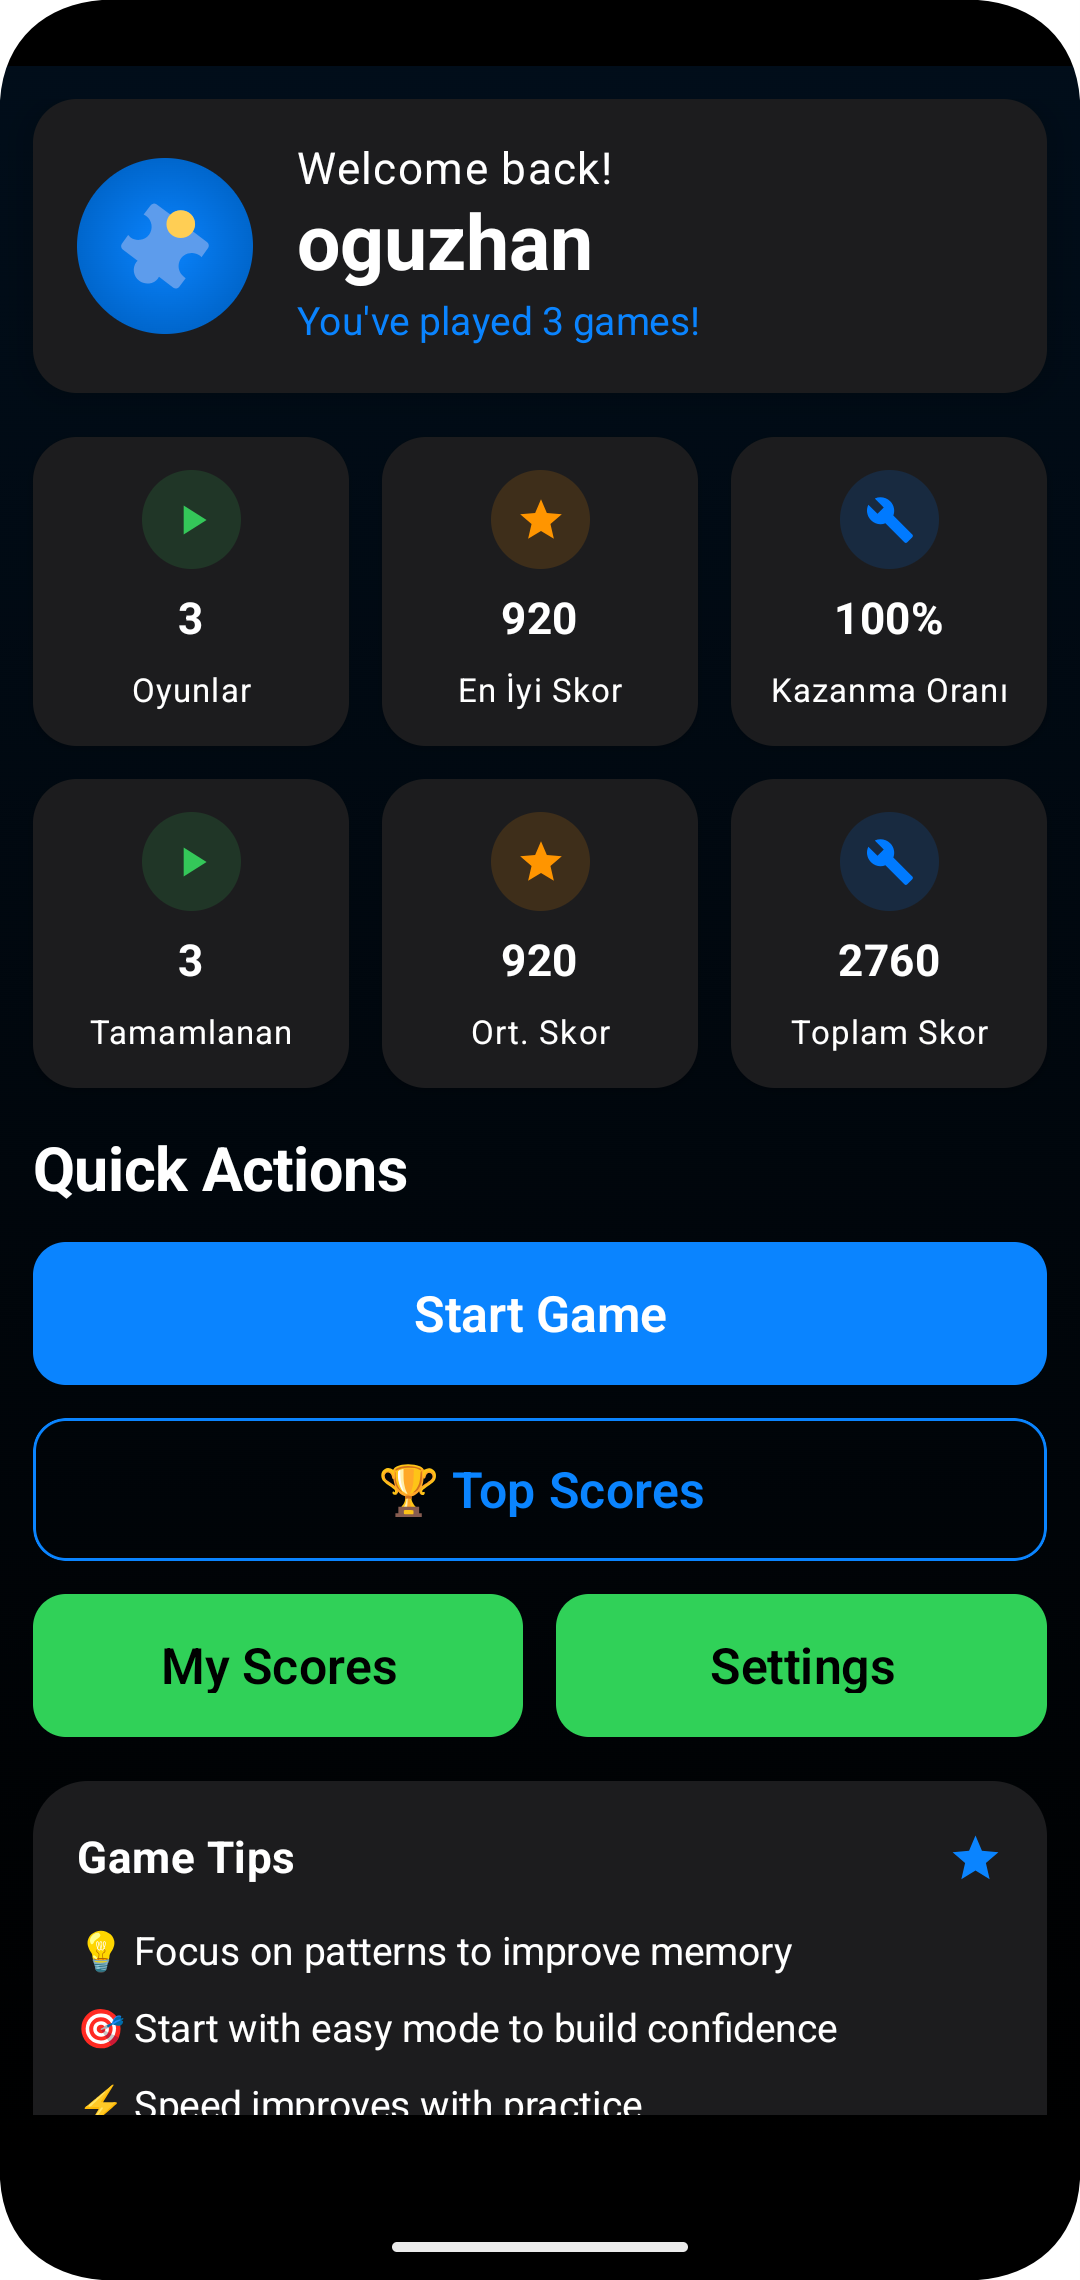 Welcome back!
oguzhan
You've played 3 games!
3
Oyunlar
920
En İyi Skor
100%
Kazanma Oranı
3
Tamamlanan
920
Ort. Skor
2760
Toplam Skor
Quick Actions
Start Game
🏆 Top Scores
My Scores
Settings
Game Tips
💡 Focus on patterns to improve memory
🎯 Start with easy mode to build confidence
⚡ Speed improves with practice